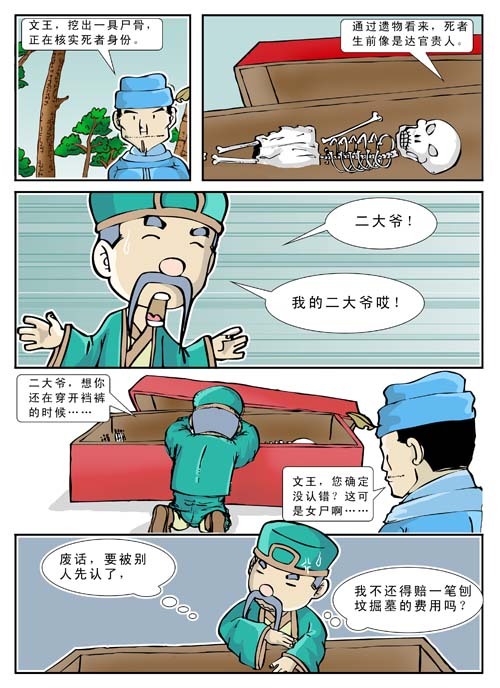 文王，挖出一具尸骨，
正在核实死者身份。
通过遗物看来，死者
生前像是达官贵人。
二大爷！
我的二大爷哎！
二大爷，想你
还在穿开裆裤
的时候……
文王，您确定
没认错？这可
是女尸啊……
废话，要被别
人先认了，
我不还得赔一笔刨
坟掘墓的费用吗？